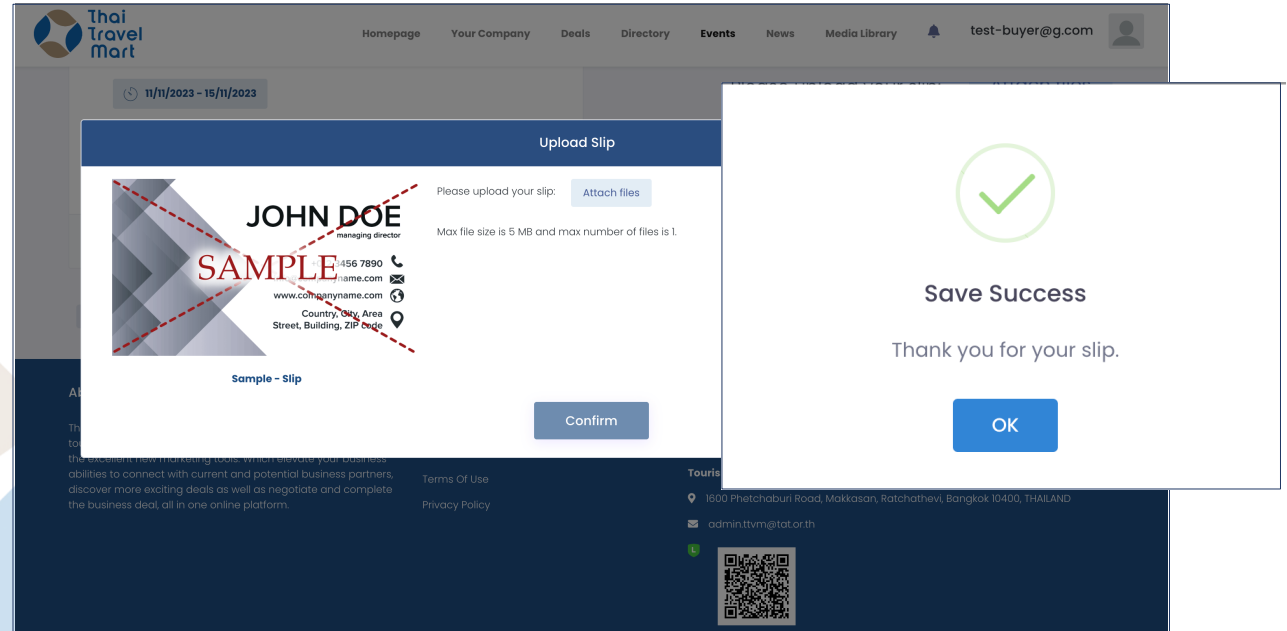 Thai
Travel
Mart
Homepage Your Company Deals Directory Events News Media Library test-buyer@g.com
11/11/2023 - 15/11/2023
Upload Slip
JOHN DOE
managing director
3456 7890
SAMPLE
name.com
www.companyname.com
Country, City, Area
Street, Building, ZIP code
Sample - Slip
Please upload your slip: Attach files
Max file size is 5 MB and max number of files is 1.
Confirm
Save Success
Thank you for your slip.
OK
the excellent new marketing tools. Which elevate your business
abilities to connect with current and potential business partners,
discover more exciting deals as well as negotiate and complete
the business deal, all in one online platform.
Terms Of Use
Privacy Policy
1600 Phetchaburi Road, Makkasan, Ratchathevi, Bangkok 10400, THAILAND
admin.ttvm@tat.or.th